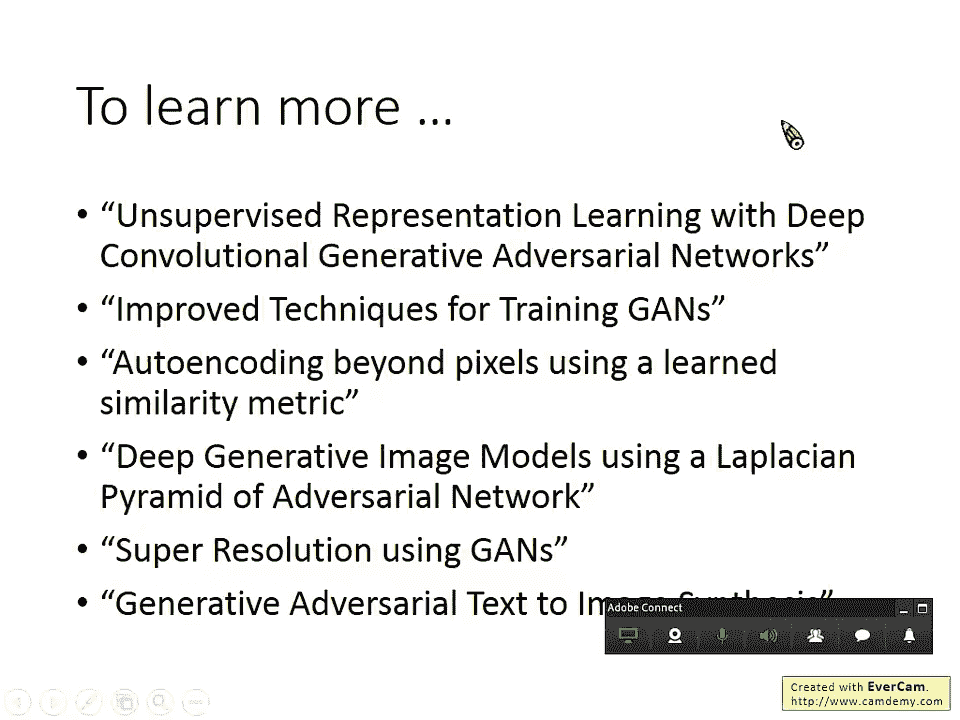 To learn more …
• “Unsupervised Representation Learning with Deep
Convolutional Generative Adversarial Networks”
• “Improved Techniques for Training GANs”
• “Autoencoding beyond pixels using a learned
similarity metric”
• “Deep Generative Image Models using a Laplacian
Pyramid of Adversarial Network”
• “Super Resolution using GANs”
• “Generative Adversarial Text to Image Synthesis”
Adobe Connect
Created with EverCam.
http://www.camdemy.com